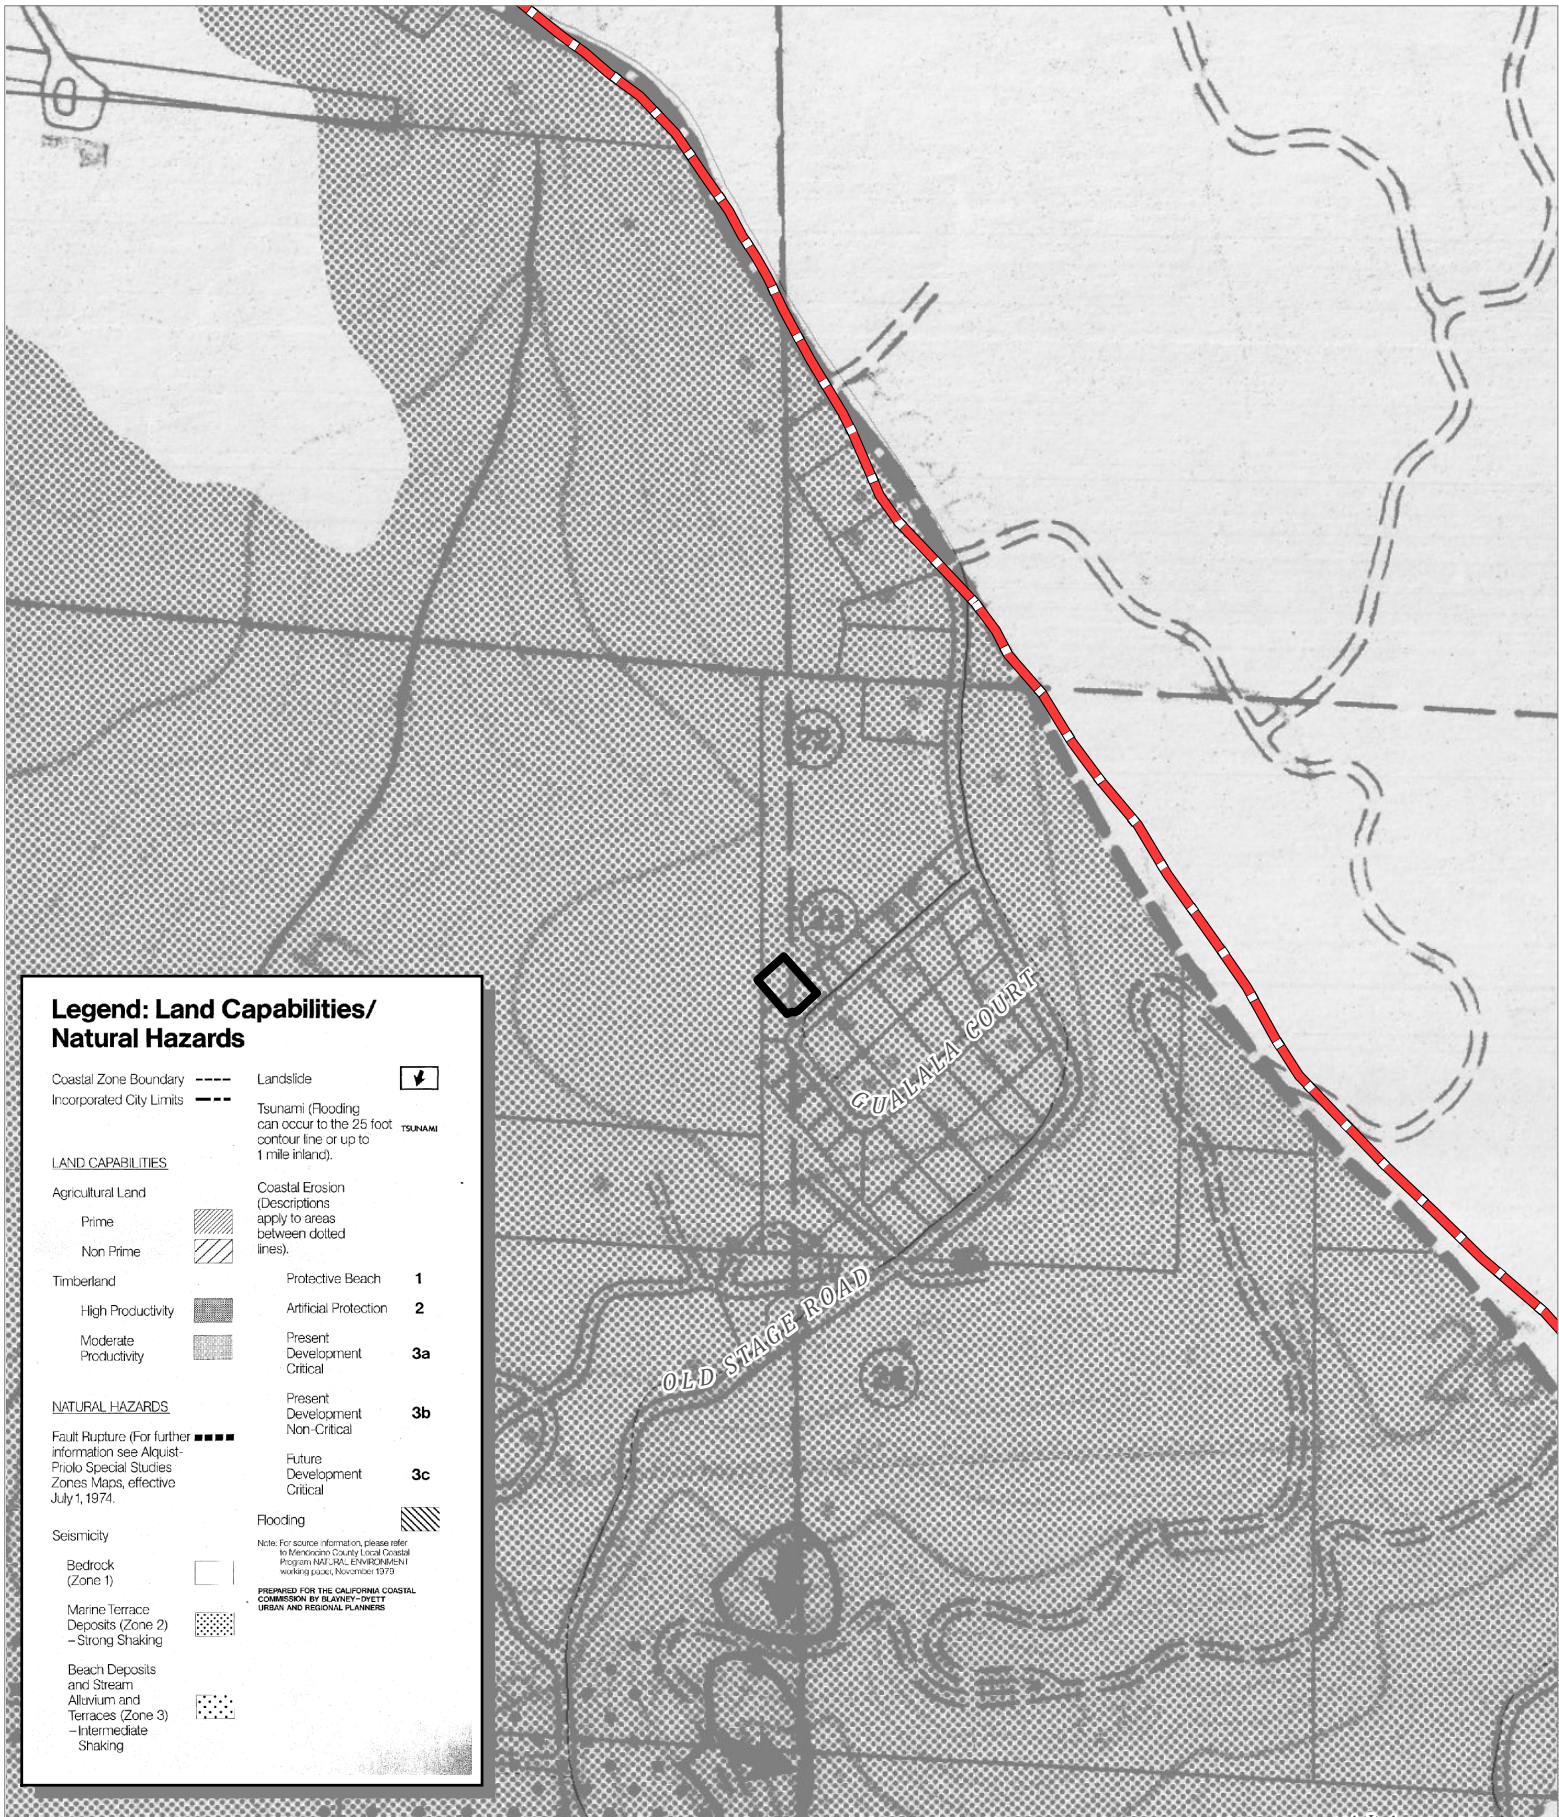 22
23
GUALALA COURT
OLD STAGE ROAD
26
Legend: Land Capabilities/
Natural Hazards
Coastal Zone Boundary
Incorporated City Limits
LAND CAPABILITIES
Agricultural Land
Prime
Non Prime
Timberland
High Productivity
Moderate
Productivity
NATURAL HAZARDS
Fault Rupture (For further
information see Alquist-
Priolo Special Studies
Zones Maps, effective
July 1, 1974.
Seismicity
Bedrock
(Zone 1)
Marine Terrace
Deposits (Zone 2)
–Strong Shaking
Beach Deposits
and Stream
Alluvium and
Terraces (Zone 3)
–Intermediate
Shaking
Landslide
Tsunami (Flooding
can occur to the 25 foot
contour line or up to
1 mile inland).
TSUNAMI
Coastal Erosion
(Descriptions
apply to areas
between dotted
lines).
Protective Beach 1
Artificial Protection 2
Present
Development 3a
Critical
Present
Development 3b
Non-Critical
Future
Development 3c
Critical
Flooding
Note: For source information, please refer
to Mendocino County Local Coastal
Program NATURAL ENVIRONMENT
working paper, November 1979
PREPARED FOR THE CALIFORNIA COASTAL
COMMISSION BY BLAYNEY-DYETT
URBAN AND REGIONAL PLANNERS